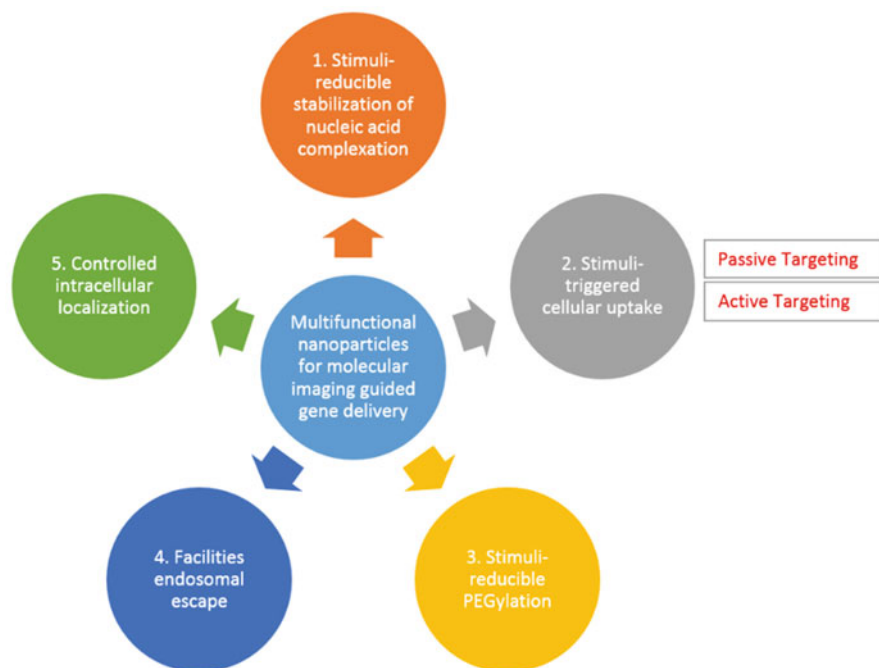 1. Stimuli-
reducible
stabilization of
nucleic acid
complexation
2. Stimuli-
triggered
cellular uptake
Passive Targeting
Active Targeting
5. Controlled
intracellular
localization
Multifunctional
nanoparticles
for molecular
imaging guided
gene delivery
4. Facilities
endosomal
escape
3. Stimuli-
reducible
PEGylation